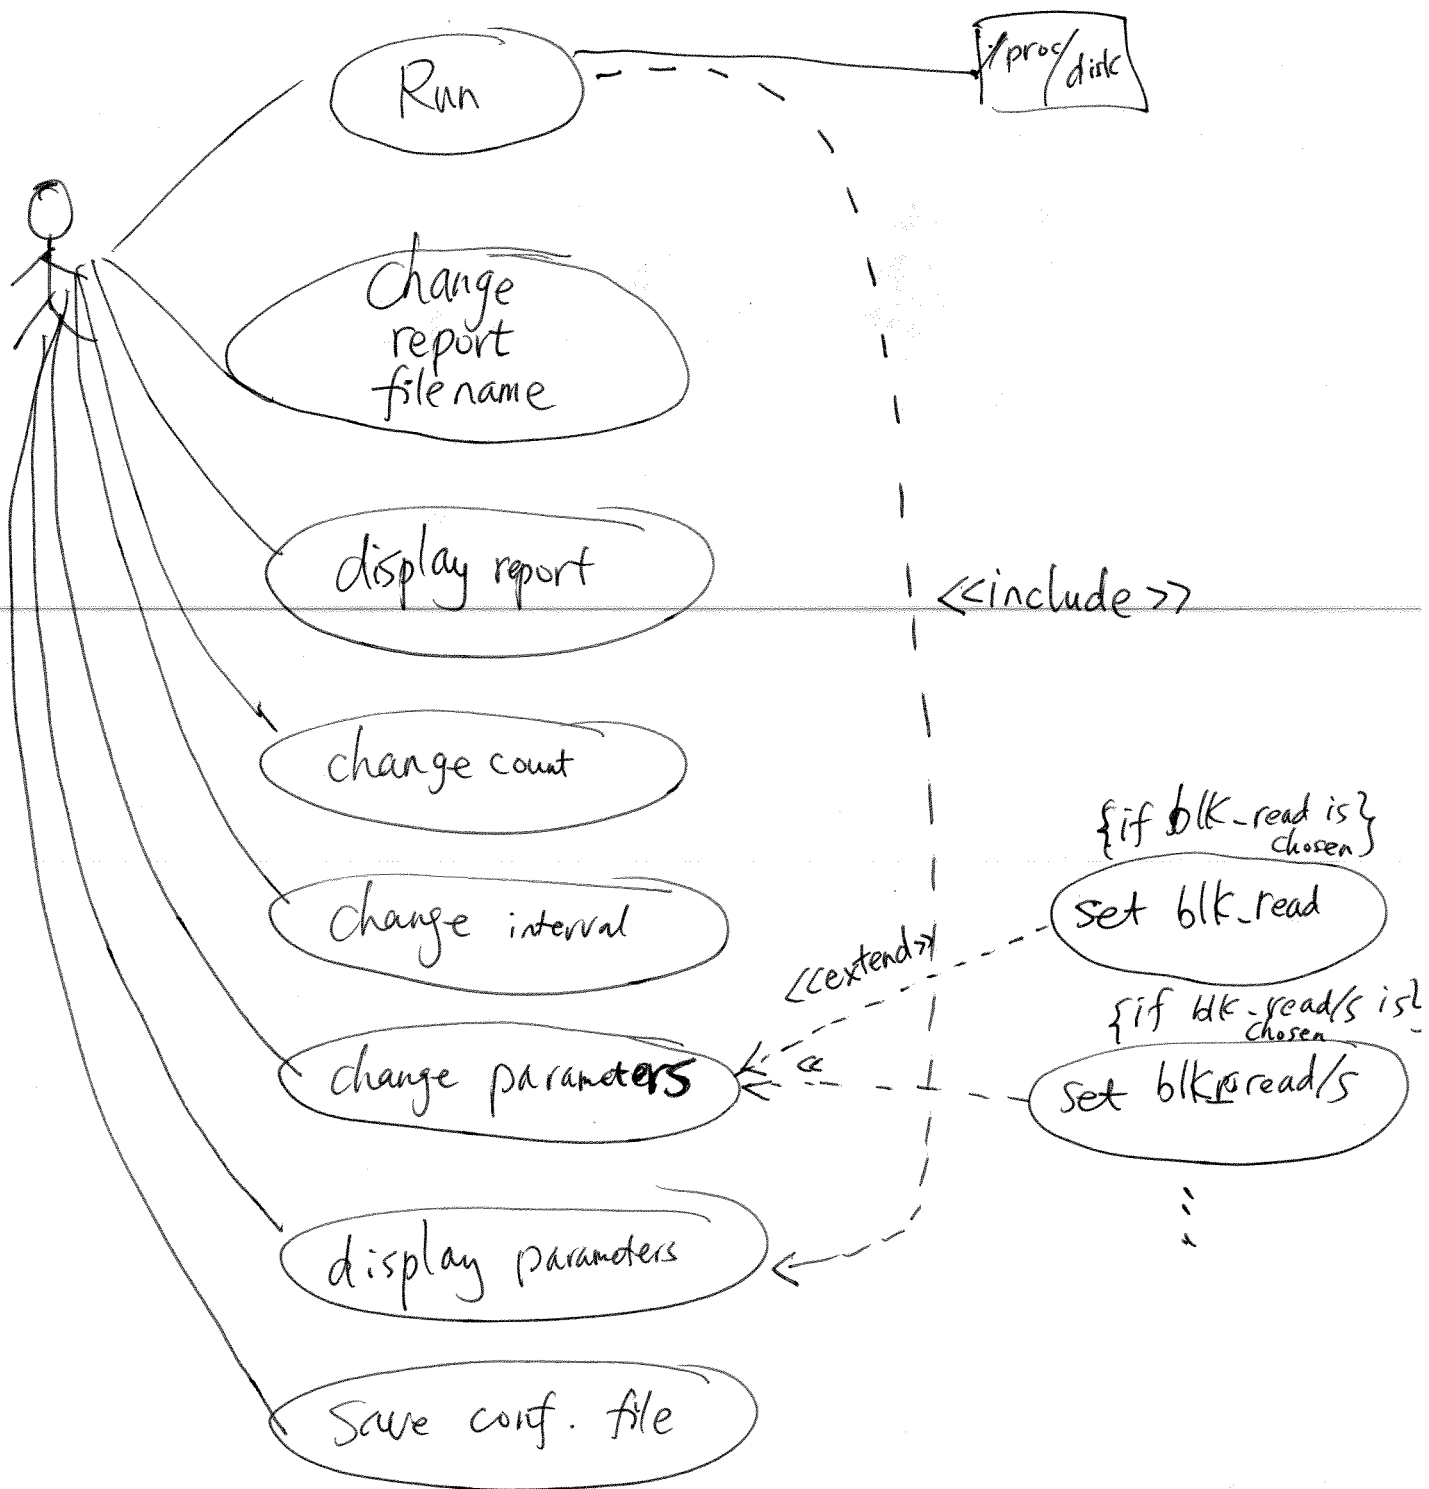 Run
/proc/
disk
change
report
filename
display report
<<include>>
change count
{if blk_read is}
chosen}
set blk_read
change interval
<<extend>>
{if blk_read/s is}
chosen
change parameters
<<
set blk_read/s
display parameters
save conf. file